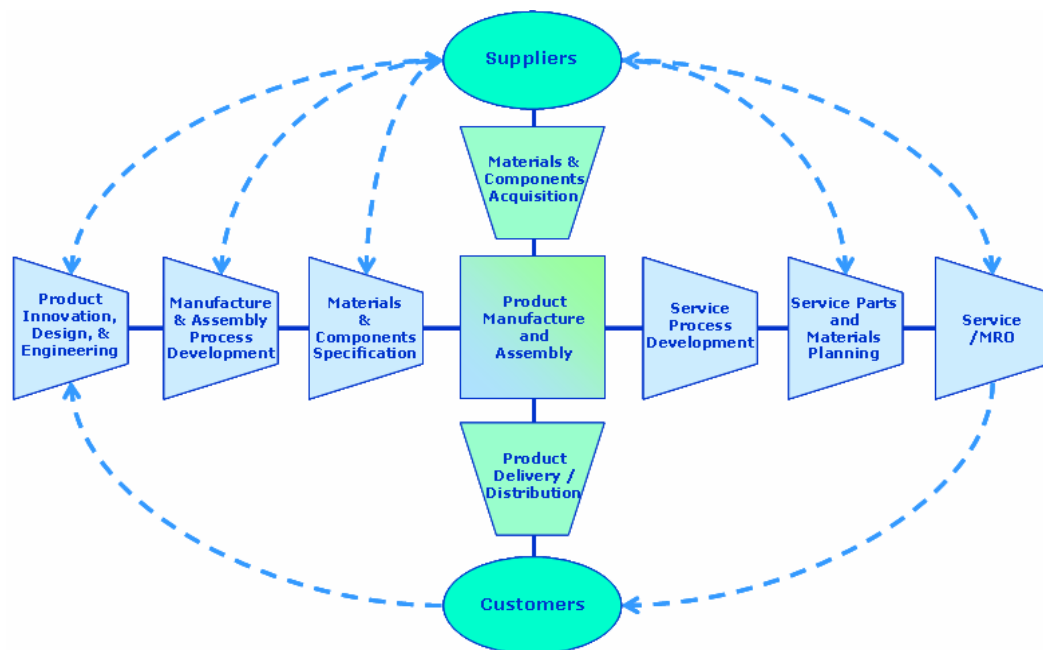 Suppliers
Materials &
Components
Acquisition
Product
Innovation,
Design, &
Engineering
Manufacture
& Assembly
Process
Development
Materials
&
Components
Specification
Product
Manufacture
and
Assembly
Service
Process
Development
Service Parts
and
Materials
Planning
Service
/MRO
Product
Delivery /
Distribution
Customers